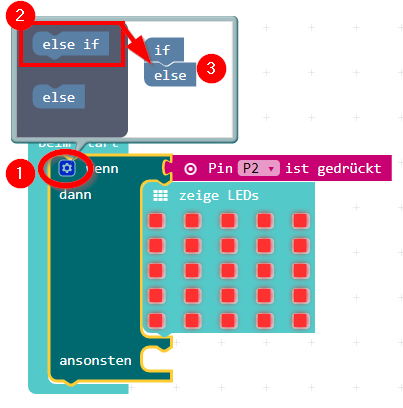 2
else if
if
else
3
else
beim Start
1
wenn
Pin P2 ist gedrückt
dann
zeige LEDs
ansonsten